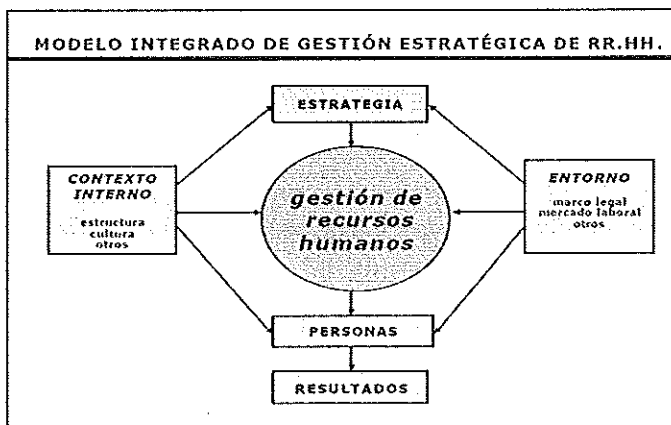 MODELO INTEGRADO DE GESTIÓN ESTRATÉGICA DE RR.HH.
ESTRATEGIA
CONTEXTO
INTERNO
estructura
cultura
otros
gestión de
recursos
humanos
ENTORNO
marco legal
mercado laboral
otros
PERSONAS
RESULTADOS